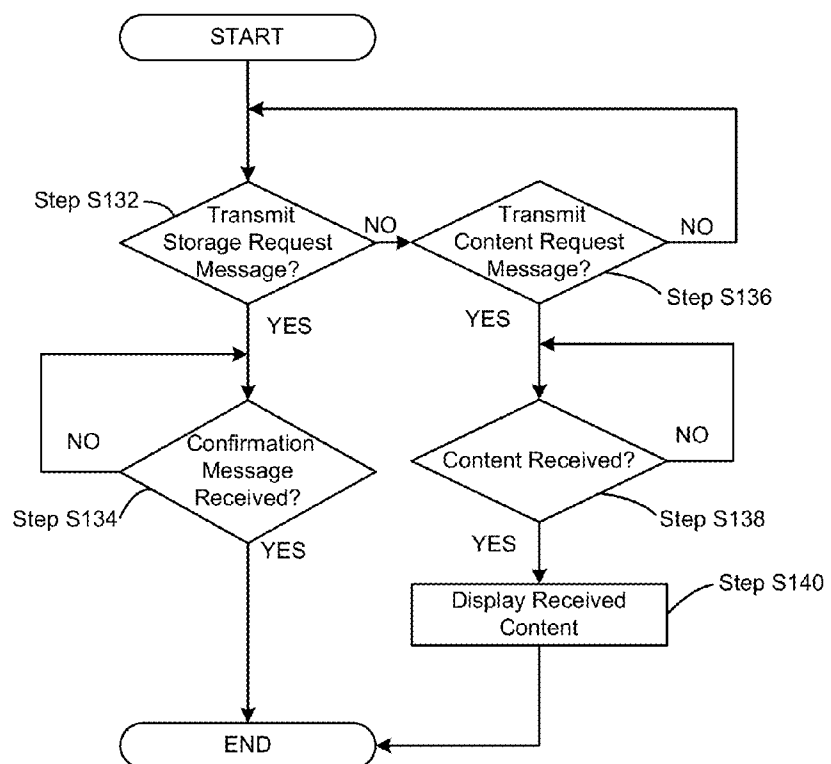 START
Step S132
Transmit
Storage Request
Message?
NO
Transmit
Content Request
Message?
NO
Step S136
YES
YES
NO
Confirmation
Message
Received?
Content Received?
NO
Step S134
Step S138
YES
YES
Display Received
Content
Step S140
END